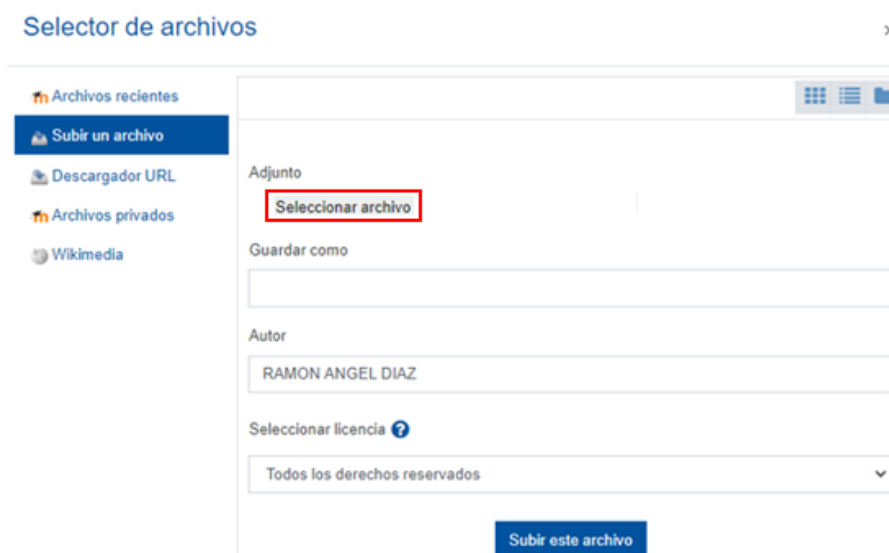 Selector de archivos
Archivos recientes
Subir un archivo
Descargador URL
Archivos privados
Wikimedia
Adjunto
Seleccionar archivo
Guardar como
Autor
RAMON ANGEL DIAZ
Seleccionar licencia
Todos los derechos reservados
Subir este archivo